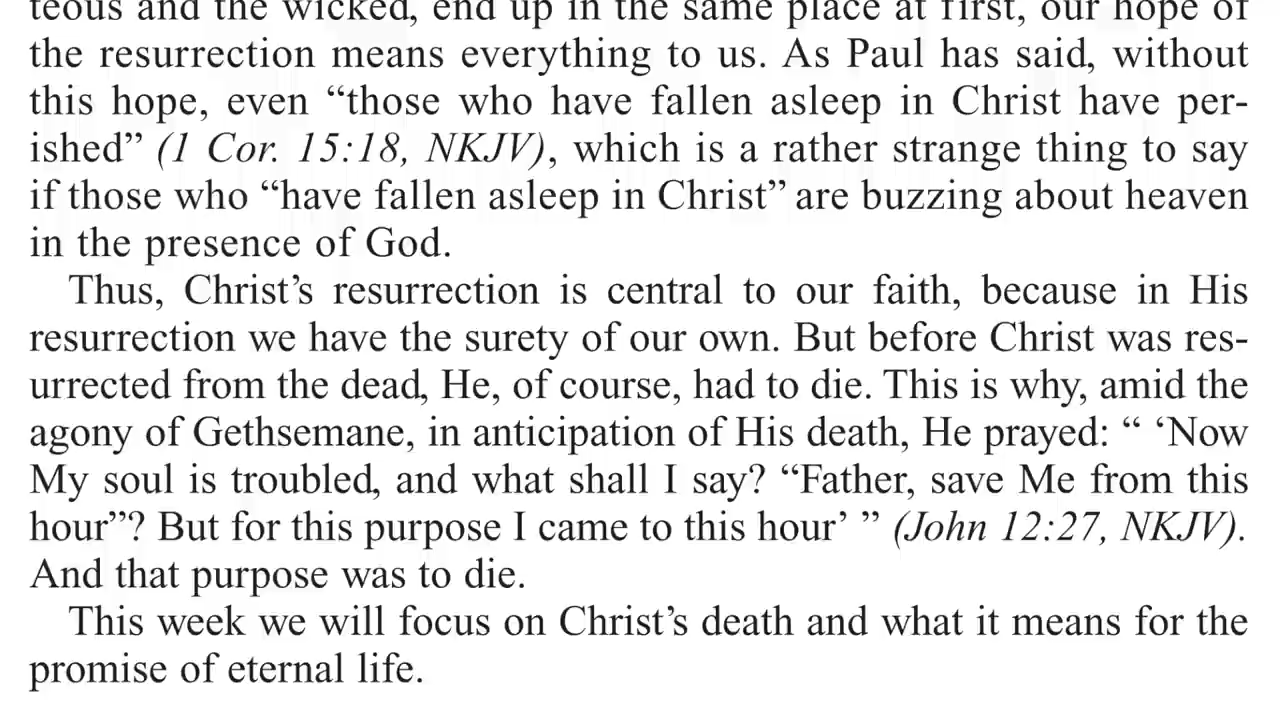 teous and the wicked, end up in the same place at first, our hope of
the resurrection means everything to us. As Paul has said, without
this hope, even “those who have fallen asleep in Christ have per-
ished” (1 Cor. 15:18, NKJV), which is a rather strange thing to say
if those who “have fallen asleep in Christ” are buzzing about heaven
in the presence of God.
Thus, Christ’s resurrection is central to our faith, because in His
resurrection we have the surety of our own. But before Christ was res-
urrected from the dead, He, of course, had to die. This is why, amid the
agony of Gethsemane, in anticipation of His death, He prayed: “ ‘Now
My soul is troubled, and what shall I say? “Father, save Me from this
hour”? But for this purpose I came to this hour’ ” (John 12:27, NKJV).
And that purpose was to die.
This week we will focus on Christ’s death and what it means for the
promise of eternal life.